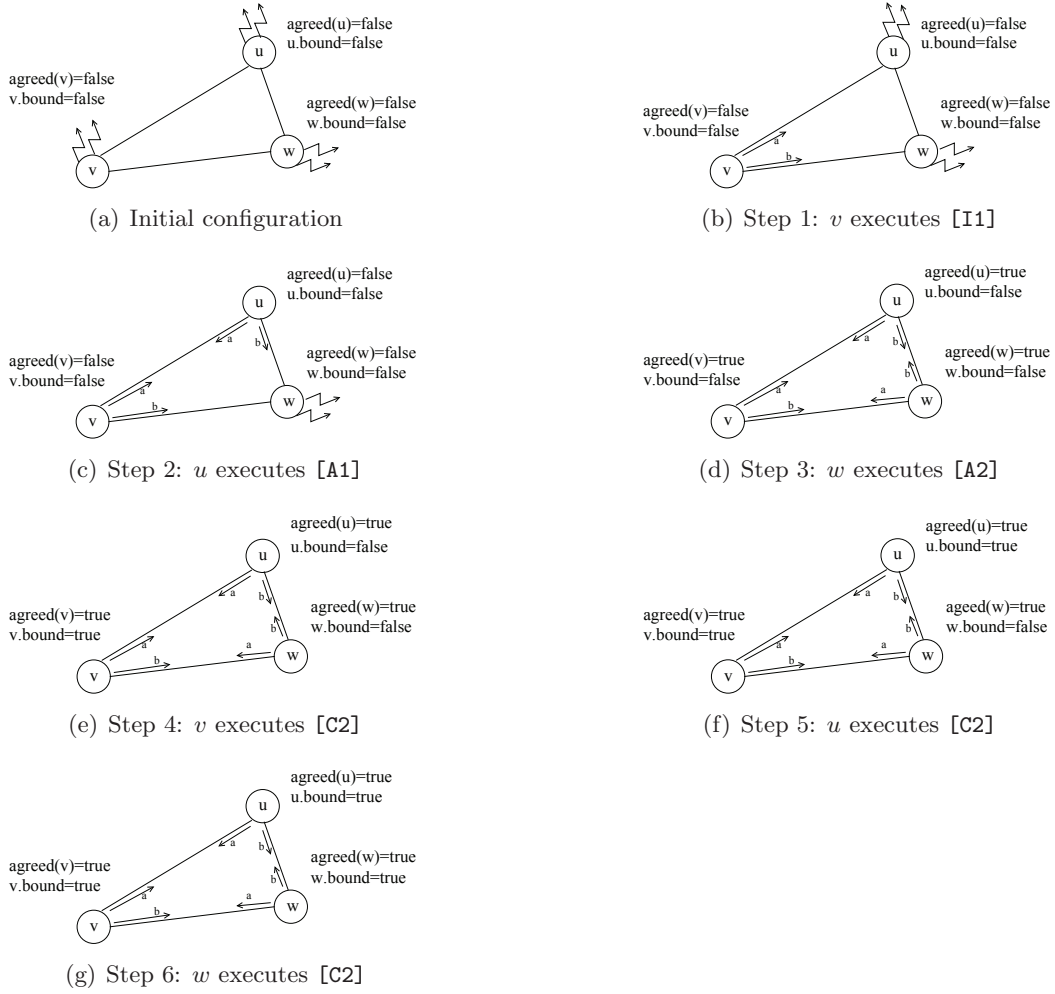 agreed(u)=false
u.bound=false
u
agreed(v)=false
v.bound=false
agreed(w)=false
w.bound=false
v
w
(a) Initial configuration
agreed(u)=false
u.bound=false
u
agreed(v)=false
v.bound=false
agreed(w)=false
w.bound=false
a
b
v
w
(b) Step 1: v executes [I1]
agreed(u)=false
u.bound=false
u
a
b
agreed(v)=false
v.bound=false
agreed(w)=false
w.bound=false
a
b
v
w
(c) Step 2: u executes [A1]
agreed(u)=true
u.bound=false
u
a
b
agreed(v)=true
v.bound=false
agreed(w)=true
w.bound=false
a
b
b
a
v
w
(d) Step 3: w executes [A2]
agreed(u)=true
u.bound=false
u
a
b
agreed(v)=true
v.bound=true
agreed(w)=true
w.bound=false
a
b
b
a
v
w
(e) Step 4: v executes [C2]
agreed(u)=true
u.bound=true
u
a
b
agreed(v)=true
v.bound=true
ageed(w)=true
w.bound=false
a
b
b
a
v
w
(f) Step 5: u executes [C2]
agreed(u)=true
u.bound=true
u
a
b
agreed(v)=true
v.bound=true
agreed(w)=true
w.bound=true
a
b
b
a
v
w
(g) Step 6: w executes [C2]